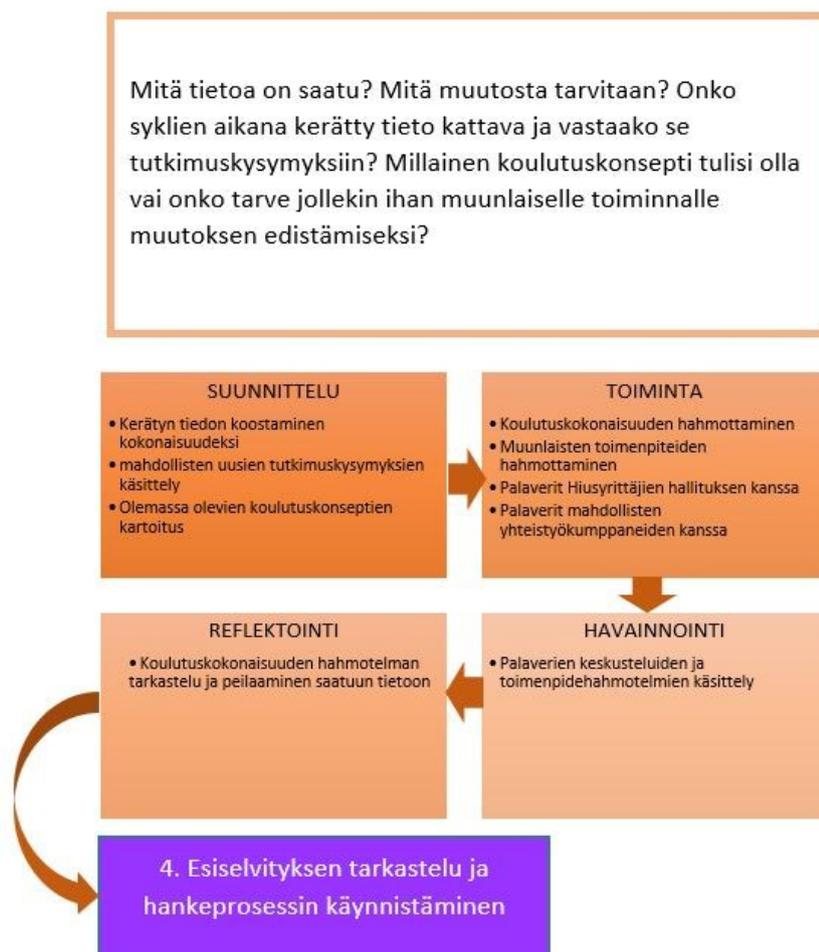 Mitä tietoa on saatu? Mitä muutosta tarvitaan? Onko
syklien aikana kerätty tieto kattava ja vastaako se
tutkimuskysymyksiin? Millainen koulutuskonsepti tulisi olla
vai onko tarve jollekin ihan muunlaiselle toiminnalle
muutoksen edistämiseksi?
SUUNNITTELU
• Kerätyn tiedon koostaminen
kokonaisuudeksi
• mahdollisten uusien tutkimuskysymyksien
käsittely
• Olemassa olevien koulutuskonseptien
kartoitus
TOIMINTA
• Koulutuskokonaisuuden hahmottaminen
• Muunlaisten toimenpiteiden
hahmottaminen
• Palaverit Hiusyrittäjien hallituksen kanssa
• Palaverit mahdollisten
yhteistyökumppaneiden kanssa
REFLEKTOINTI
• Koulutuskokonaisuuden hahmotelman
tarkastelu ja peilaaminen saatuun tietoon
HAVAINNOINTI
• Palaverien keskusteluiden ja
toimenpidehahmotelmien käsittely
4. Esiselvityksen tarkastelu ja
hankeprosessin käynnistäminen